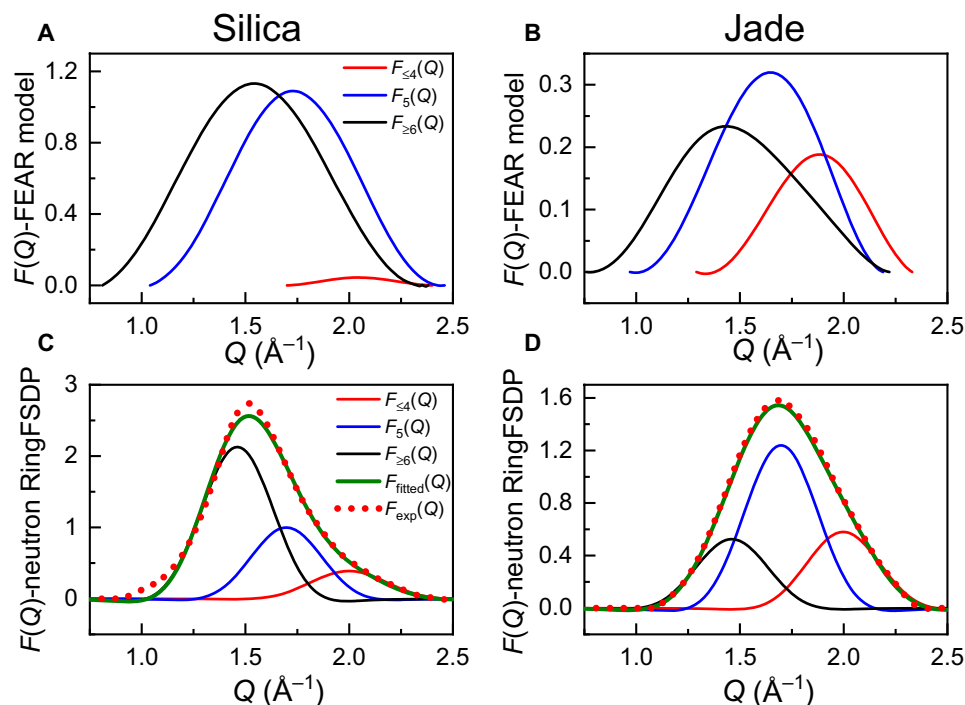 Silica
Jade
A
B
F(Q)-FEAR model
1.2
0.6
0.0
F≤4(Q)
F5(Q)
F≥6(Q)
1.0 1.5 2.0 2.5
Q (Å⁻¹)
F(Q)-FEAR model
0.3
0.2
0.1
0.0
1.0 1.5 2.0 2.5
Q (Å⁻¹)
C
D
F(Q)-neutron RingFSDP
3
2
1
0
F≤4(Q)
F5(Q)
F≥6(Q)
Ffitted(Q)
Fexp(Q)
1.0 1.5 2.0 2.5
Q (Å⁻¹)
F(Q)-neutron RingFSDP
1.6
1.2
0.8
0.4
0.0
1.0 1.5 2.0 2.5
Q (Å⁻¹)